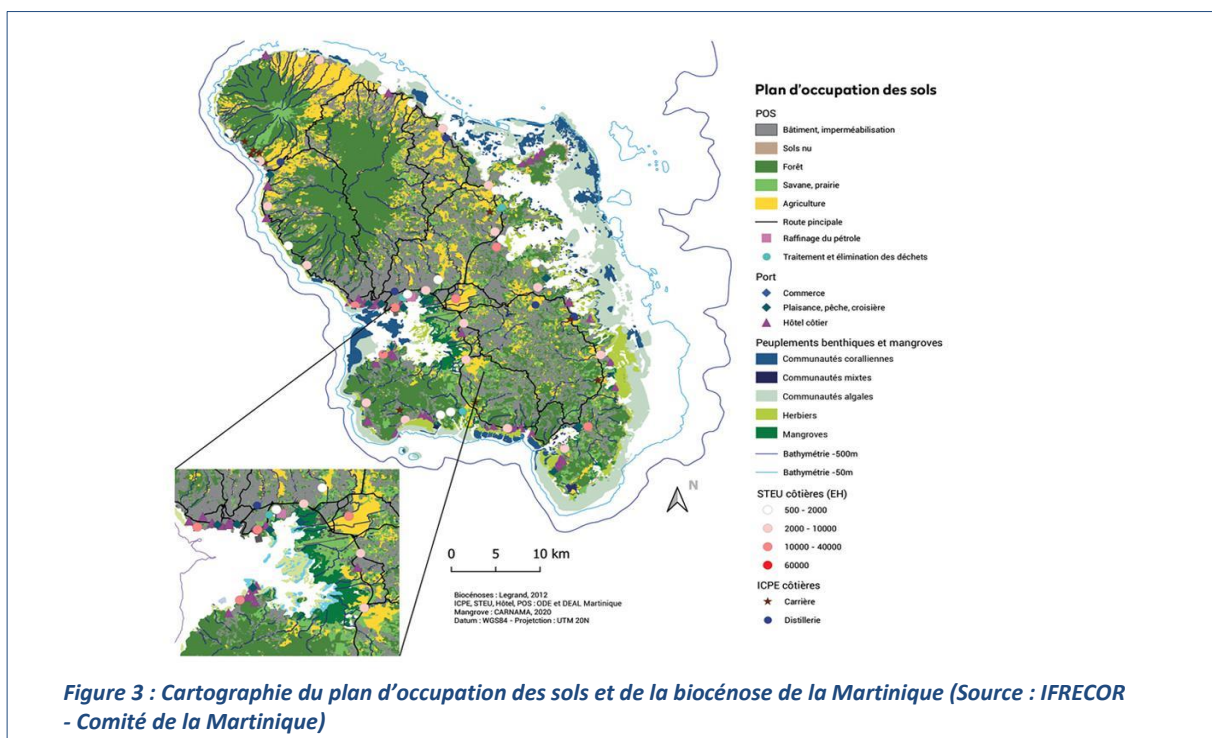 Plan d'occupation des sols
POS
Bâtiment, imperméabilisation
Sols nu
Forêt
Savane, prairie
Agriculture
Route pincipale
Raffinage du pétrole
Traitement et élimination des déchets
Port
Commerce
Plaisance, pêche, croisière
Hôtel côtier
Peuplements benthiques et mangroves
Communautés coralliennes
Communautés mixtes
Communautés algales
Herbiers
Mangroves
Bathymétrie -500m
Bathymétrie -50m
STEU côtières (EH)
500 - 2000
2000 - 10000
10000 - 40000
60000
ICPE côtières
Carrière
Distillerie
N
0 5 10 km
Biocénoses : Legrand, 2012
ICPE, STEU, Hôtel, POS : ODE et DEAL Martinique
Mangrove : CARNAMA, 2020
Datum : WGS84 - Projetction : UTM 20N
Figure 3 : Cartographie du plan d'occupation des sols et de la biocénose de la Martinique (Source : IFRECOR
- Comité de la Martinique)